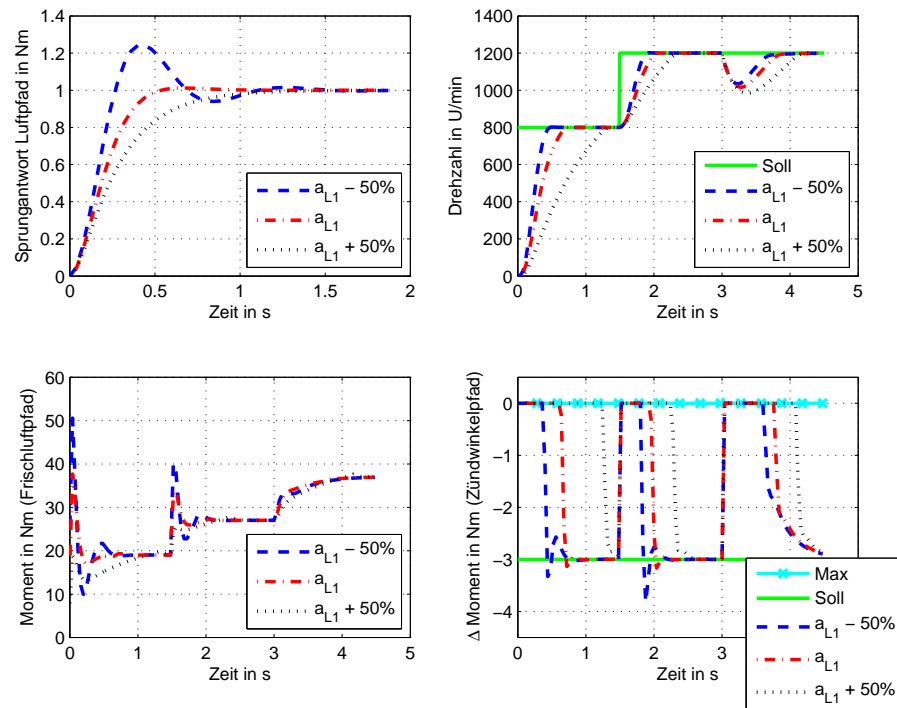 1.4
1.2
1
0.8
0.6
0.4
0.2
0
0
0.5
1
1.5
2
Sprungantwort Luftpfad in Nm
Zeit in s
a_L1 − 50%
a_L1
a_L1 + 50%
1400
1200
1000
800
600
400
200
0
0
1
2
3
4
5
Drehzahl in U/min
Zeit in s
Soll
a_L1 − 50%
a_L1
a_L1 + 50%
60
50
40
30
20
10
0
0
1
2
3
4
5
Moment in Nm (Frischluftpfad)
Zeit in s
a_L1 − 50%
a_L1
a_L1 + 50%
0
−1
−2
−3
−4
0
1
2
3
Δ Moment in Nm (Zündwinkelpfad)
Zeit in s
Max
Soll
a_L1 − 50%
a_L1
a_L1 + 50%